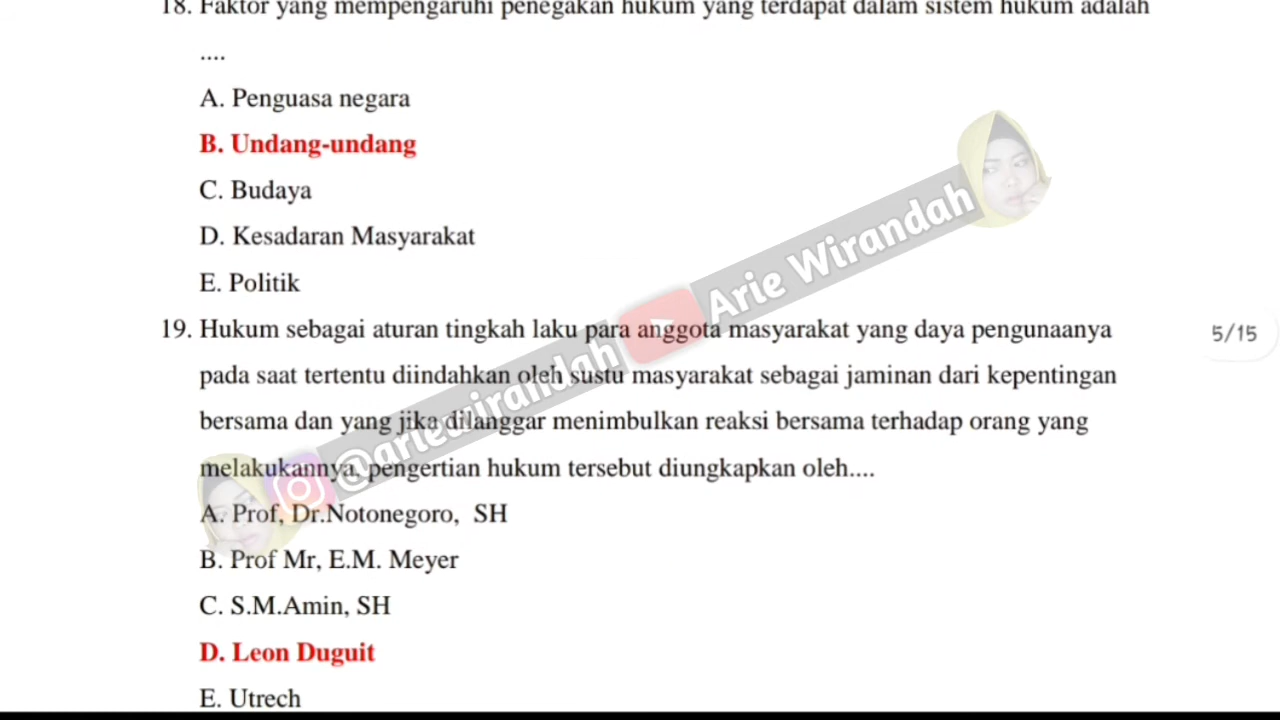 18. Faktor yang mempengaruhi penegakan hukum yang terdapat dalam sistem hukum adalah
....
A. Penguasa negara
B. Undang-undang
C. Budaya
D. Kesadaran Masyarakat
E. Politik
19. Hukum sebagai aturan tingkah laku para anggota masyarakat yang daya pengunaanya
5/15
pada saat tertentu diindahkan oleh sustu masyarakat sebagai jaminan dari kepentingan
bersama dan yang jika dilanggar menimbulkan reaksi bersama terhadap orang yang
melakukannya, pengertian hukum tersebut diungkapkan oleh....
A. Prof, Dr.Notonegoro, SH
B. Prof Mr, E.M. Meyer
C. S.M.Amin, SH
D. Leon Duguit
E. Utrech
@ariewirandah
Arie Wirandah